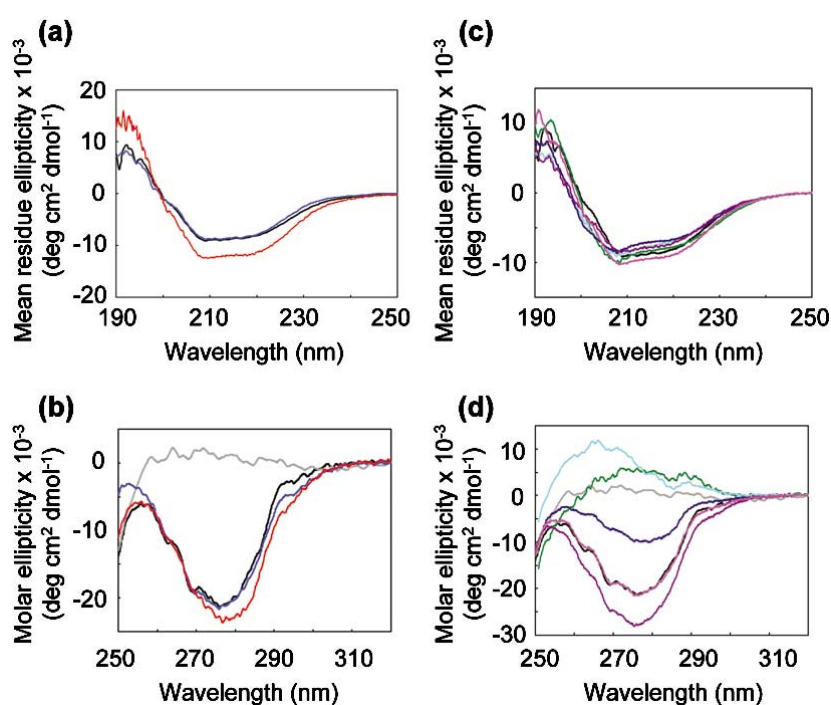 (a)
Mean residue ellipticity x 10-3
(deg cm2 dmol-1)
20
10
0
-10
-20
190
210
230
250
Wavelength (nm)
(c)
Mean residue ellipticity x 10-3
(deg cm2 dmol-1)
10
0
-10
190
210
230
250
Wavelength (nm)
(b)
Molar ellipticity x 10-3
(deg cm2 dmol-1)
0
-10
-20
250
270
290
310
Wavelength (nm)
(d)
Molar ellipticity x 10-3
(deg cm2 dmol-1)
10
0
-10
-20
-30
250
270
290
310
Wavelength (nm)